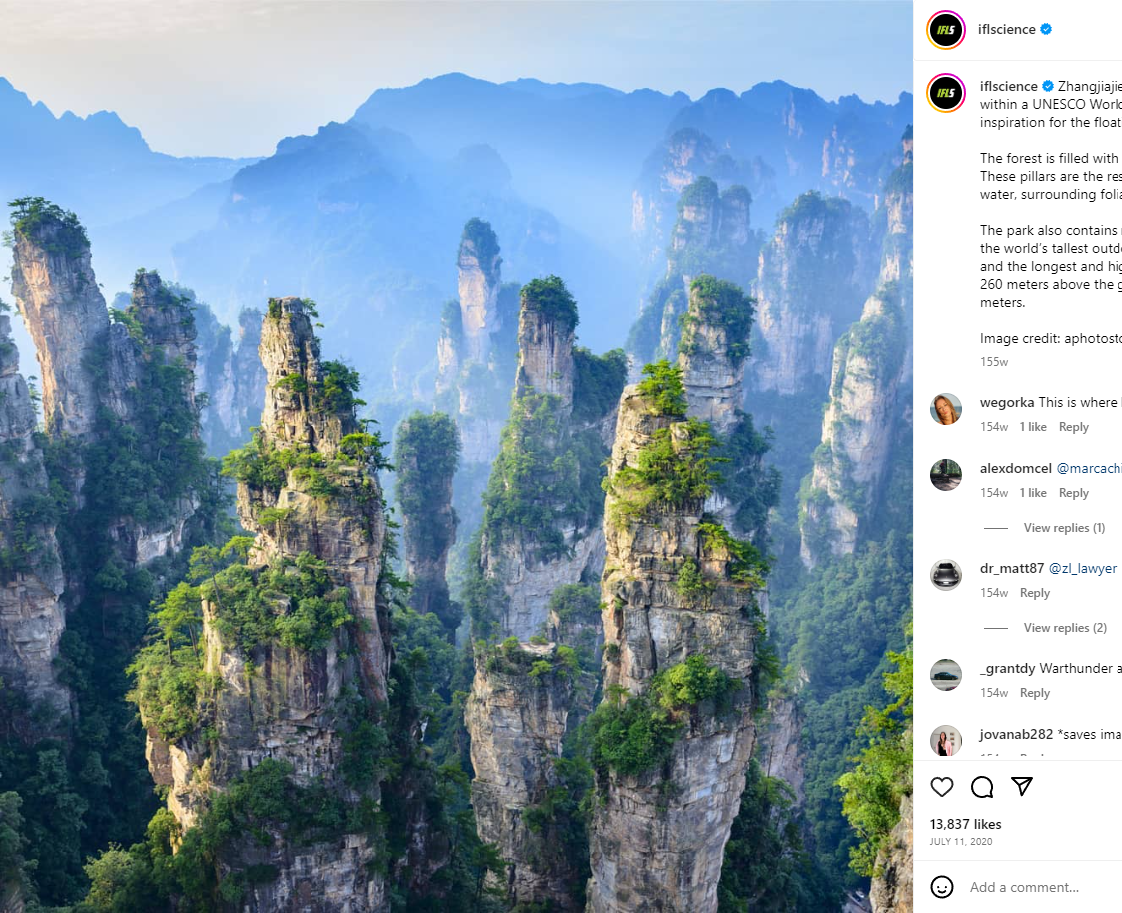 IFLS
iflscience
IFLS
iflscience Zhangjiajie
within a UNESCO World
inspiration for the float
The forest is filled with
These pillars are the res
water, surrounding folia
The park also contains
the world's tallest outdo
and the longest and hig
260 meters above the g
meters.
Image credit: aphotosto
155w
wegorka This is where
154w 1 like Reply
alexdomcel @marcachi
154w 1 like Reply
View replies (1)
dr_matt87 @zl_lawyer
154w Reply
View replies (2)
_grantdy Warthunder a
154w Reply
jovanab282 *saves ima
13,837 likes
JULY 11, 2020
Add a comment...